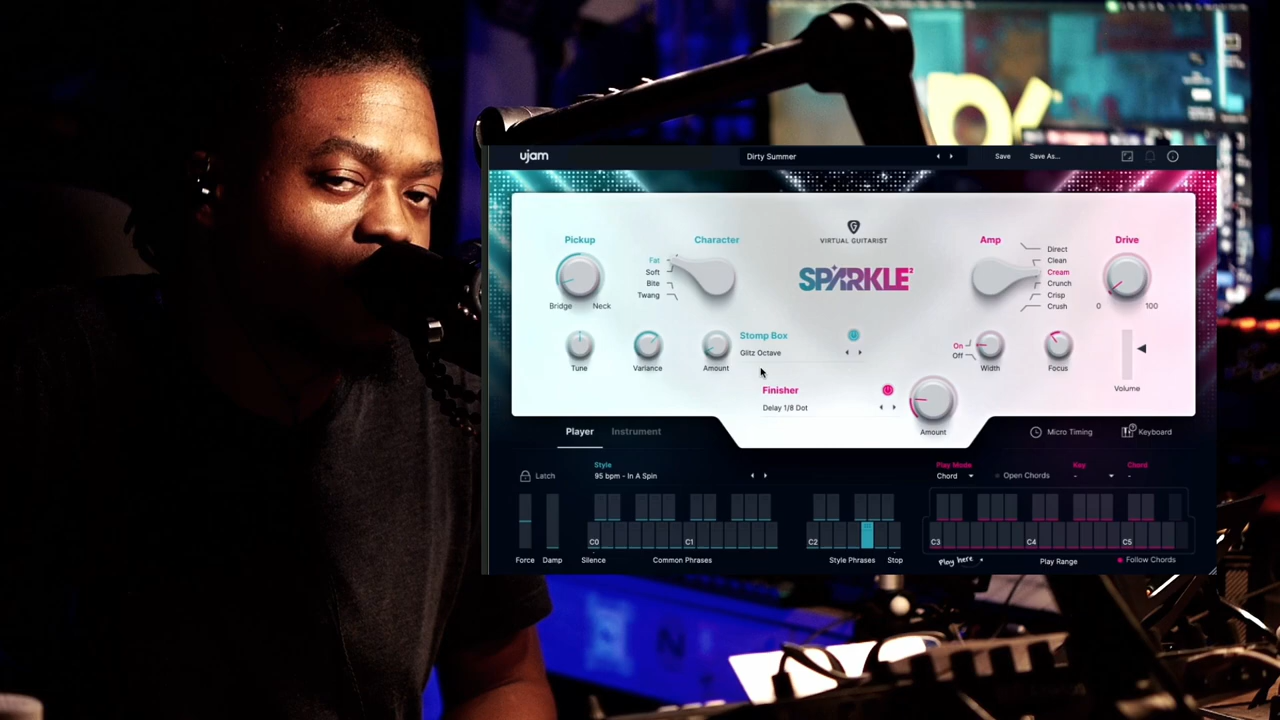 ujam
Dirty Summer
Save
Save As...
VIRTUAL GUITARIST
SPARKLE²
Pickup
Bridge
Neck
Character
Fat
Soft
Bite
Twang
Amp
Direct
Clean
Cream
Crunch
Crisp
Crush
Drive
0
100
Tune
Variance
Amount
Stomp Box
Glitz Octave
On
Off
Width
Focus
Volume
Finisher
Delay 1/8 Dot
Amount
Player
Instrument
Micro Timing
Keyboard
Latch
Style
95 bpm - In A Spin
Play Mode
Chord
Open Chords
Key
-
Chord
-
C0
C1
C2
C3
C4
C5
Force
Damp
Silence
Common Phrases
Style Phrases
Stop
Play here
Play Range
Follow Chords